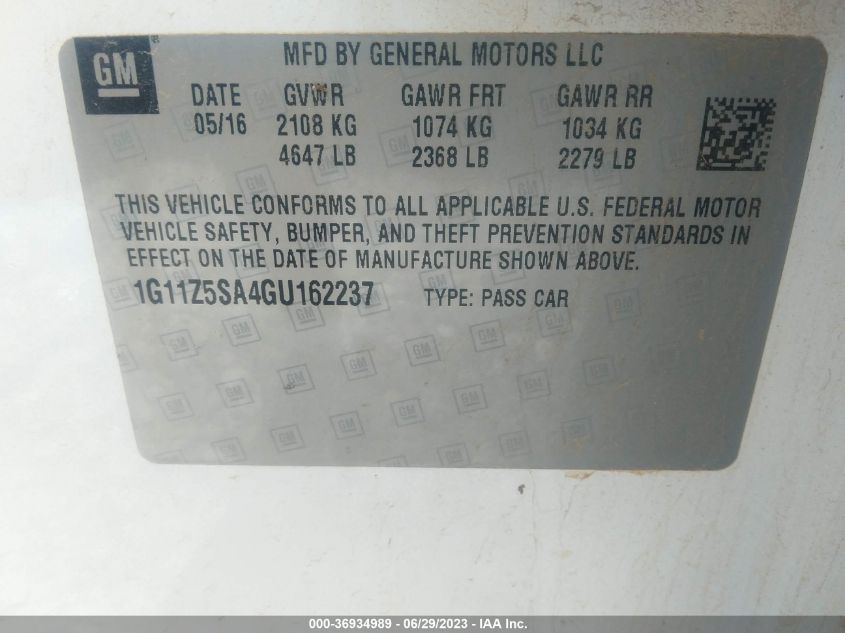 GM
MFD BY GENERAL MOTORS LLC
DATE GVWR GAWR FRT GAWR RR
05/16 2108 KG 1074 KG 1034 KG
4647 LB 2368 LB 2279 LB
THIS VEHICLE CONFORMS TO ALL APPLICABLE U.S. FEDERAL MOTOR
VEHICLE SAFETY, BUMPER, AND THEFT PREVENTION STANDARDS IN
EFFECT ON THE DATE OF MANUFACTURE SHOWN ABOVE.
1G11Z5SA4GU162237 TYPE: PASS CAR
000-36934989 - 06/29/2023 - IAA Inc.